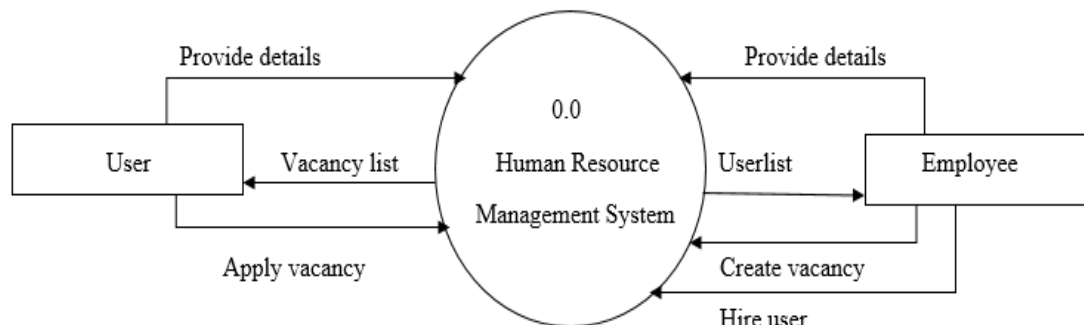 Provide details
Provide details
0.0
User
Vacancy list
Human Resource
Userlist
Employee
Management System
Apply vacancy
Create vacancy
Hire user